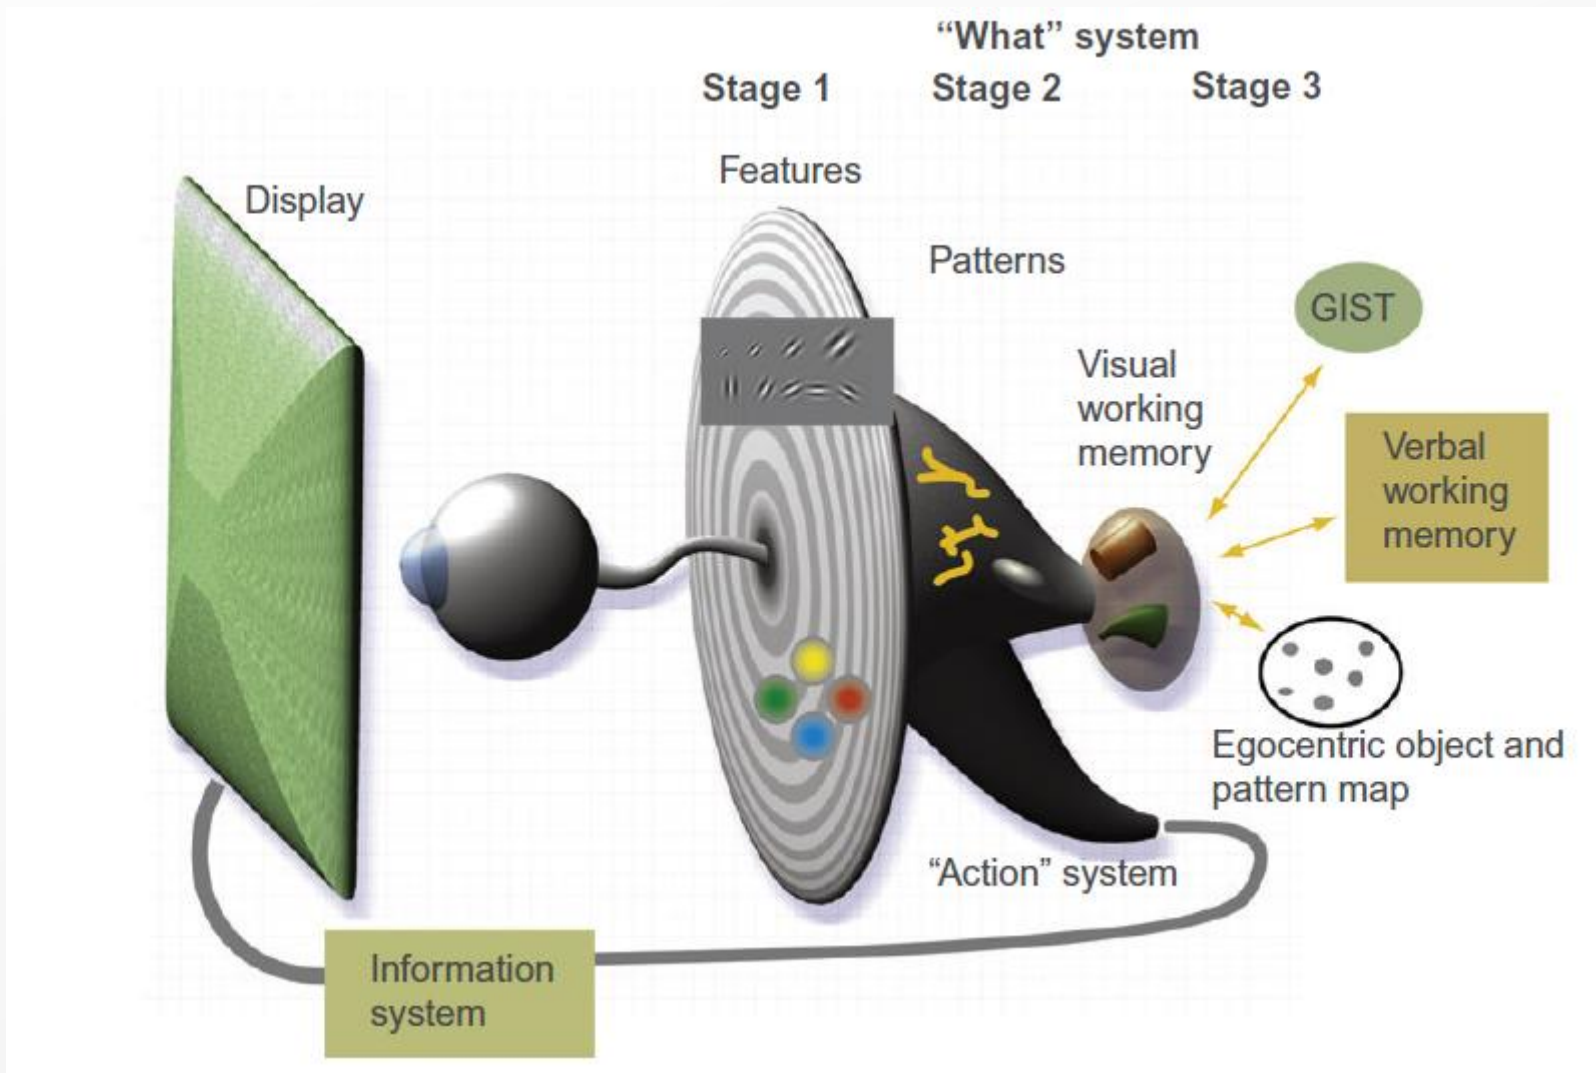 “What” system
Stage 1
Stage 2
Stage 3
Features
Display
Patterns
GIST
Visual
working
memory
Verbal
working
memory
Egocentric object and
pattern map
“Action” system
Information
system